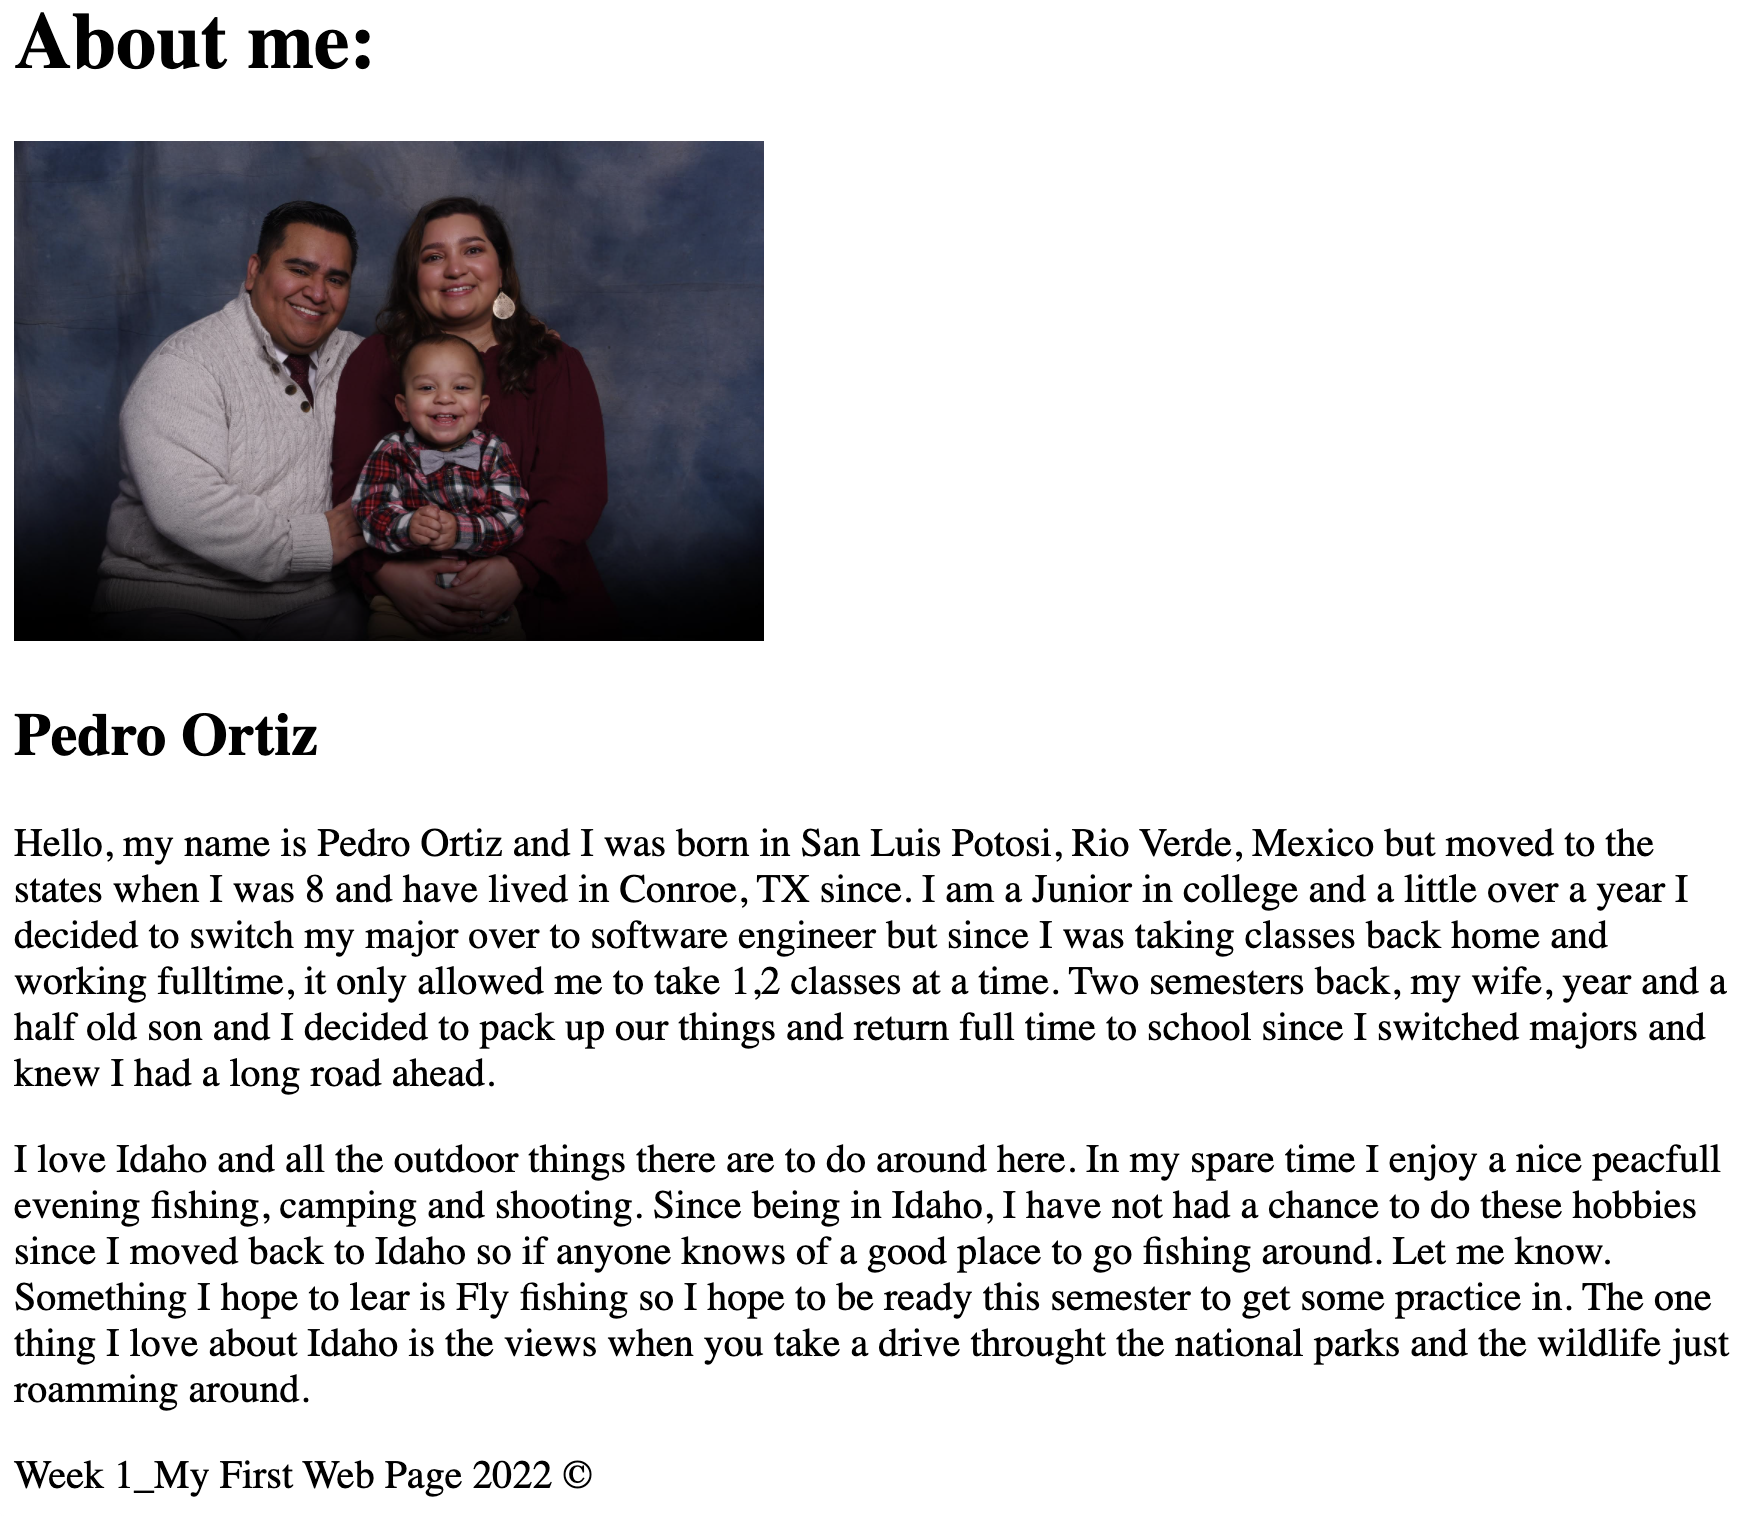 About me:
Pedro Ortiz
Hello, my name is Pedro Ortiz and I was born in San Luis Potosi, Rio Verde, Mexico but moved to the
states when I was 8 and have lived in Conroe, TX since. I am a Junior in college and a little over a year I
decided to switch my major over to software engineer but since I was taking classes back home and
working fulltime, it only allowed me to take 1,2 classes at a time. Two semesters back, my wife, year and a
half old son and I decided to pack up our things and return full time to school since I switched majors and
knew I had a long road ahead.
I love Idaho and all the outdoor things there are to do around here. In my spare time I enjoy a nice peacfull
evening fishing, camping and shooting. Since being in Idaho, I have not had a chance to do these hobbies
since I moved back to Idaho so if anyone knows of a good place to go fishing around. Let me know.
Something I hope to lear is Fly fishing so I hope to be ready this semester to get some practice in. The one
thing I love about Idaho is the views when you take a drive throught the national parks and the wildlife just
roamming around.
Week 1_My First Web Page 2022 ©